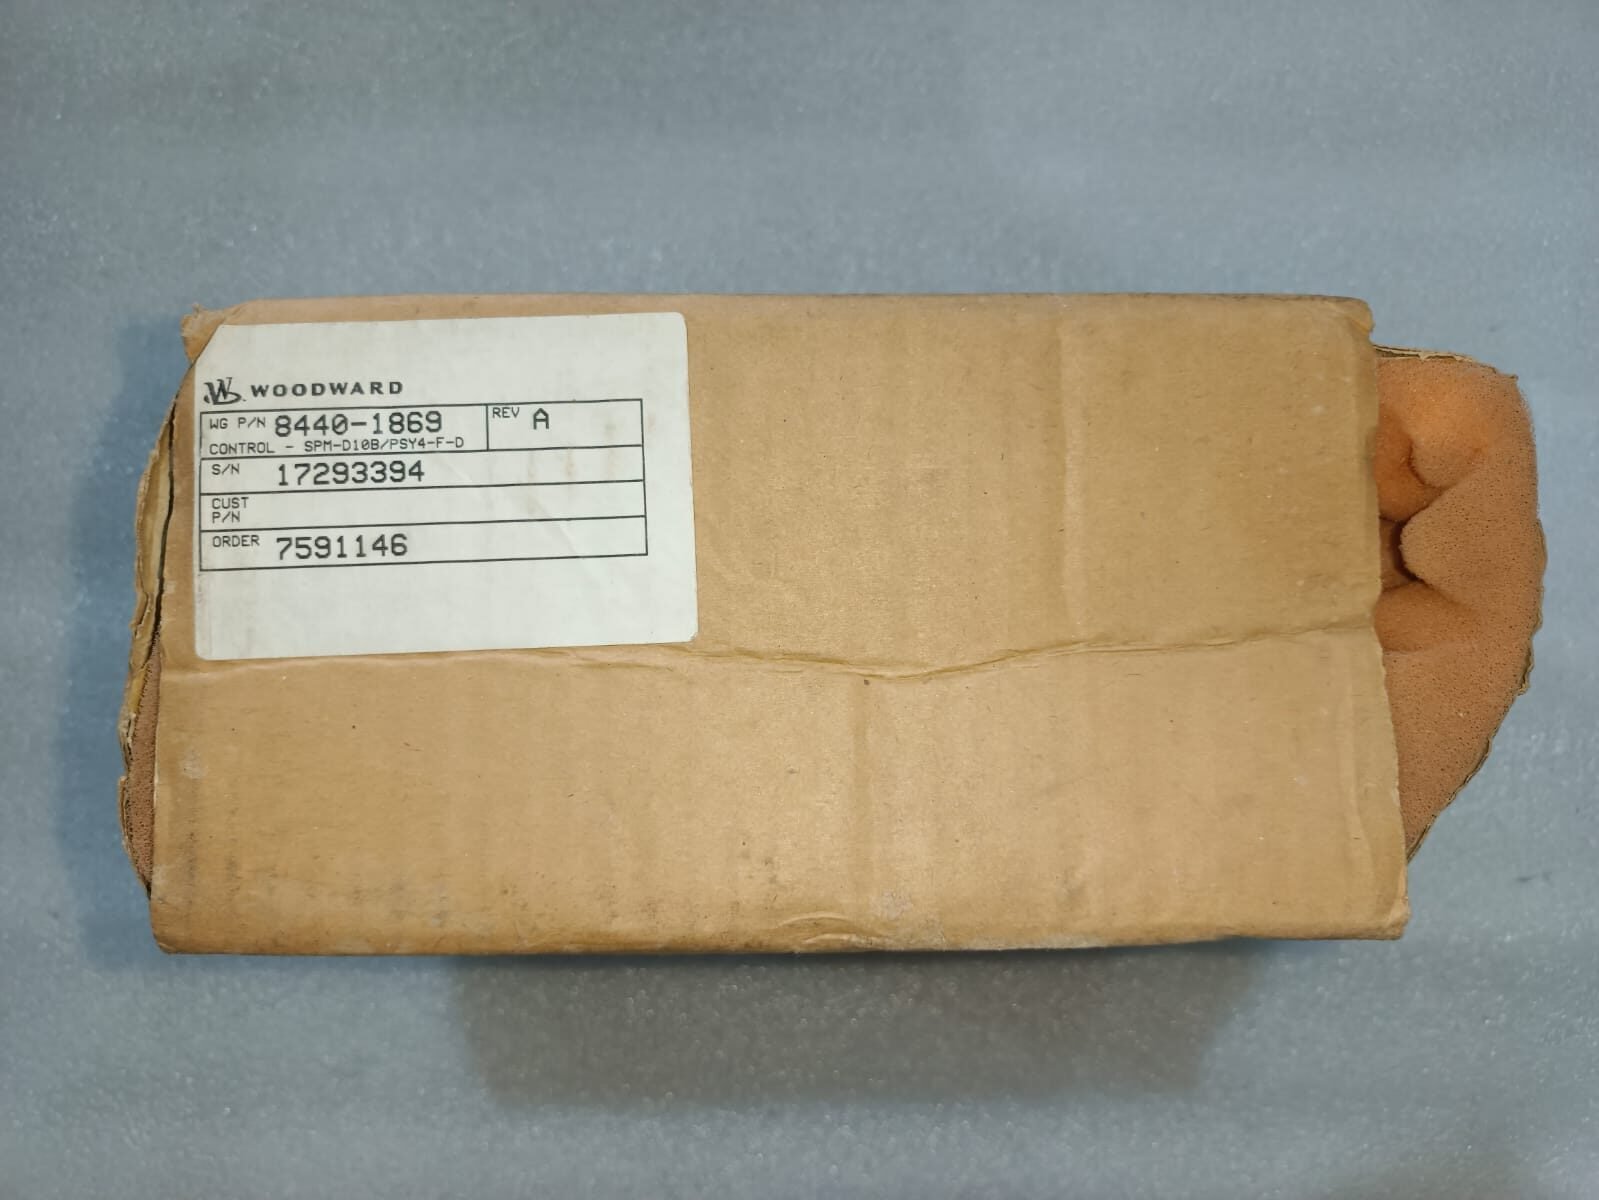 WOODWARD
WG P/N 8440-1869 REV A
CONTROL - SPM-D10B/PSY4-F-D
S/N 17293394
CUST
P/N
ORDER 7591146